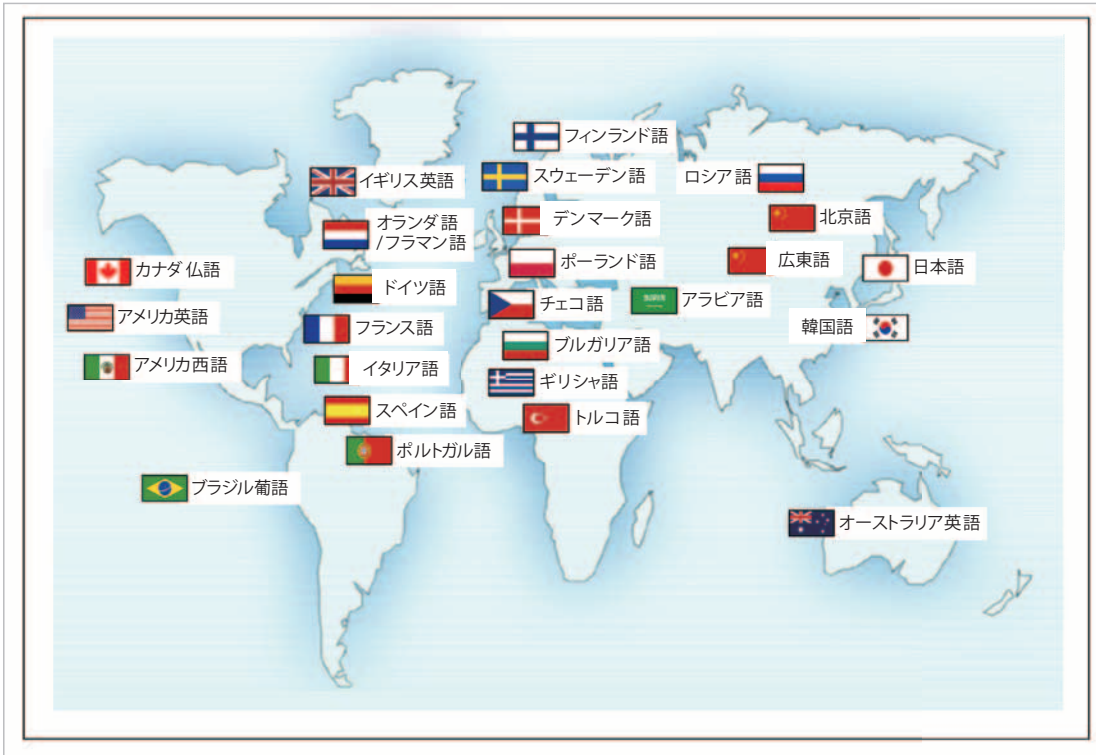 フィンランド語
イギリス英語
スウェーデン語
ロシア語
オランダ語
/フラマン語
デンマーク語
北京語
カナダ仏語
ドイツ語
ポーランド語
広東語
日本語
アメリカ英語
フランス語
チェコ語
アラビア語
韓国語
アメリカ西語
イタリア語
ブルガリア語
ギリシャ語
スペイン語
トルコ語
ポルトガル語
ブラジル葡語
オーストラリア英語